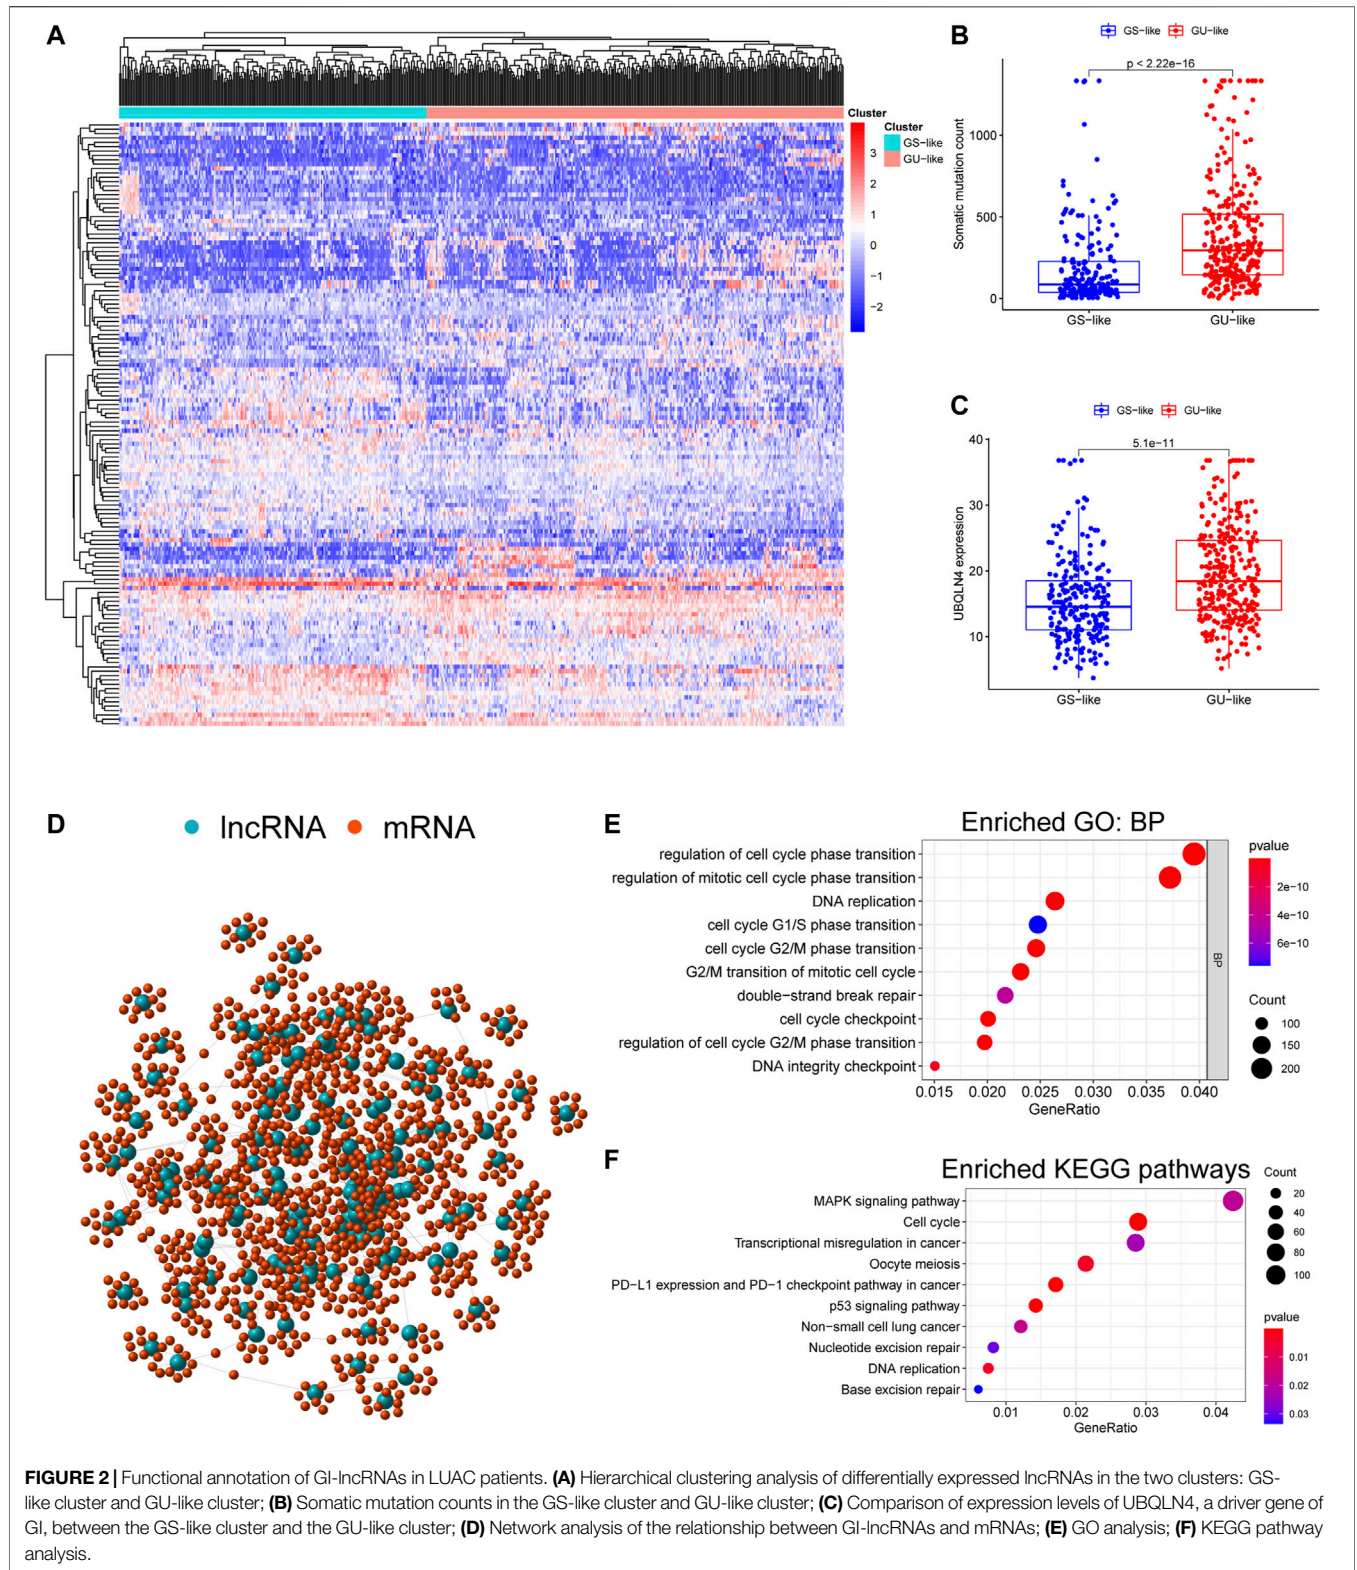 A
Cluster
3
2
1
0
−1
−2
Cluster
GS−like
GU−like
B
GS−like
GU−like
p < 2.22e−16
Somatic mutation count
1000
500
0
GS−like
GU−like
C
GS−like
GU−like
5.1e−11
UBQLN4 expression
40
30
20
10
GS−like
GU−like
D
lncRNA
mRNA
E
Enriched GO: BP
regulation of cell cycle phase transition
regulation of mitotic cell cycle phase transition
DNA replication
cell cycle G1/S phase transition
cell cycle G2/M phase transition
G2/M transition of mitotic cell cycle
double−strand break repair
cell cycle checkpoint
regulation of cell cycle G2/M phase transition
DNA integrity checkpoint
BP
0.015 0.020 0.025 0.030 0.035 0.040
GeneRatio
pvalue
2e−10
4e−10
6e−10
Count
100
150
200
F
Enriched KEGG pathways
MAPK signaling pathway
Cell cycle
Transcriptional misregulation in cancer
Oocyte meiosis
PD−L1 expression and PD−1 checkpoint pathway in cancer
p53 signaling pathway
Non−small cell lung cancer
Nucleotide excision repair
DNA replication
Base excision repair
0.01 0.02 0.03 0.04
GeneRatio
Count
20
40
60
80
100
pvalue
0.01
0.02
0.03
FIGURE 2 | Functional annotation of GI-lncRNAs in LUAC patients. (A) Hierarchical clustering analysis of differentially expressed lncRNAs in the two clusters: GS-
like cluster and GU-like cluster; (B) Somatic mutation counts in the GS-like cluster and GU-like cluster; (C) Comparison of expression levels of UBQLN4, a driver gene of
GI, between the GS-like cluster and the GU-like cluster; (D) Network analysis of the relationship between GI-lncRNAs and mRNAs; (E) GO analysis; (F) KEGG pathway
analysis.